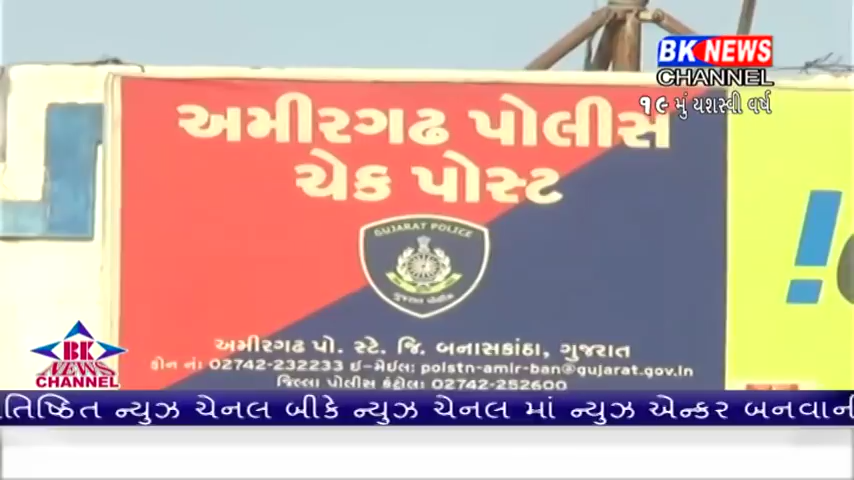 BK NEWS
CHANNEL
૧૯ મું યશસ્વી વર્ષ
અમીરગઢ પોલીસ
ચેક પોસ્ટ
GUJARAT POLICE
ગુજરાત પોલીસ
અમીરગઢ પો. સ્ટે. જિ. બનાસકાંઠા, ગુજરાત
ફોન નં: 02742-232233 ઈ-મેઈલ: polstn-amir-ban@gujarat.gov.in
જિલ્લા પોલીસ કંટ્રોલ: 02742-252600
BK
NEWS
CHANNEL
તિષ્ઠિત ન્યુઝ ચેનલ બીકે ન્યુઝ ચેનલ માં ન્યુઝ એન્કર બનવાની